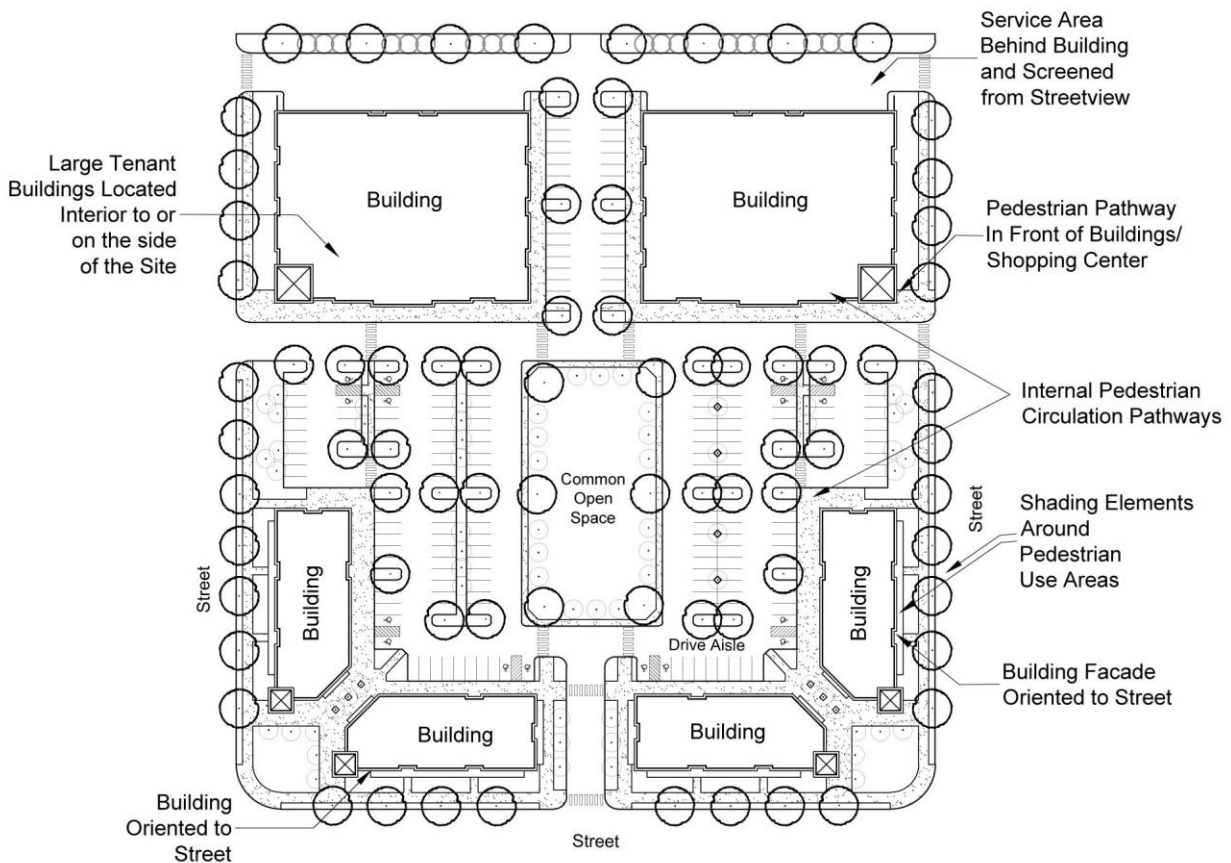 Service Area
Behind Building
and Screened
from Streetview
Large Tenant
Buildings Located
Interior to or
on the side
of the Site
Building
Building
Pedestrian Pathway
In Front of Buildings/
Shopping Center
Internal Pedestrian
Circulation Pathways
Common
Open
Space
Street
Shading Elements
Around
Pedestrian
Use Areas
Street
Building
Building
Drive Aisle
Building Facade
Oriented to Street
Building
Building
Building
Oriented to
Street
Street